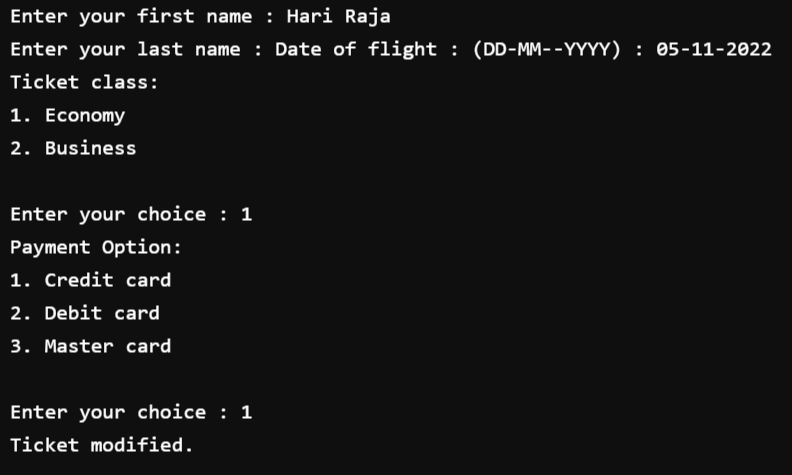 Enter your first name : Hari Raja
Enter your last name : Date of flight : (DD-MM--YYYY) : 05-11-2022
Ticket class:
1. Economy
2. Business
Enter your choice : 1
Payment Option:
1. Credit card
2. Debit card
3. Master card
Enter your choice : 1
Ticket modified.